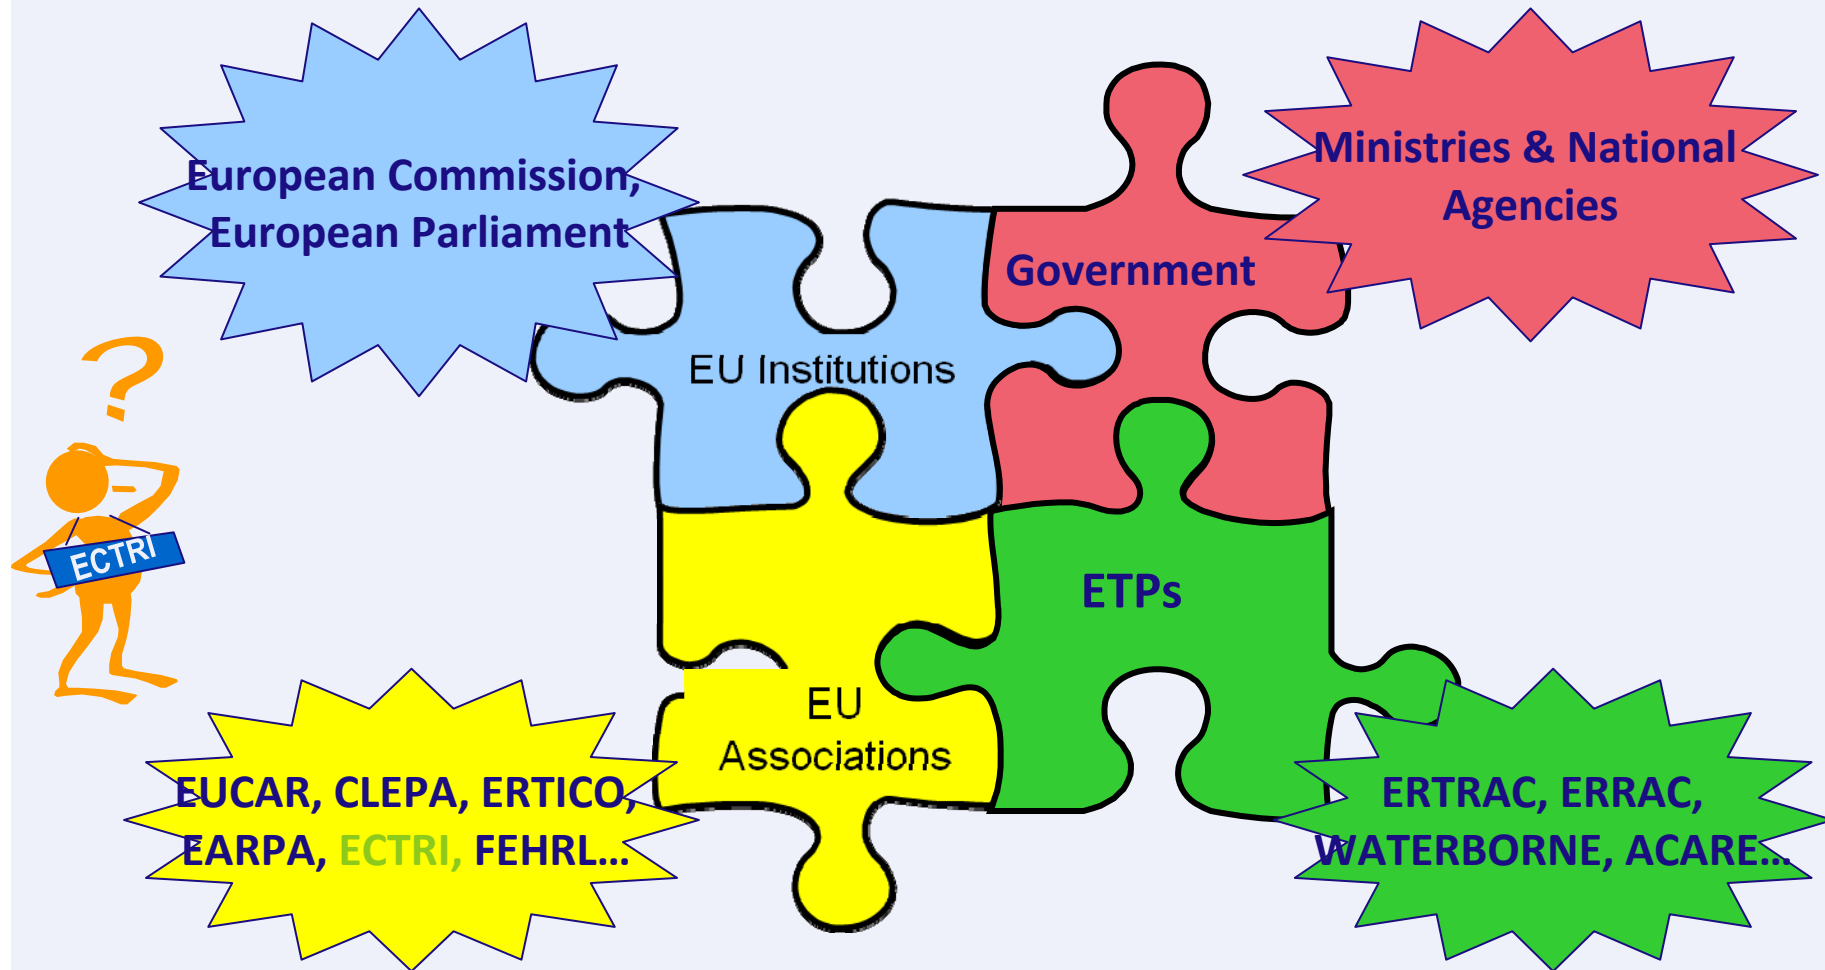 European Commission,
European Parliament
Ministries & National
Agencies
Government
EU Institutions
?
ECTRI
ETPs
EU
Associations
EUCAR, CLEPA, ERTICO,
EARPA, ECTRI, FEHRL...
ERTRAC, ERRAC,
WATERBORNE, ACARE...